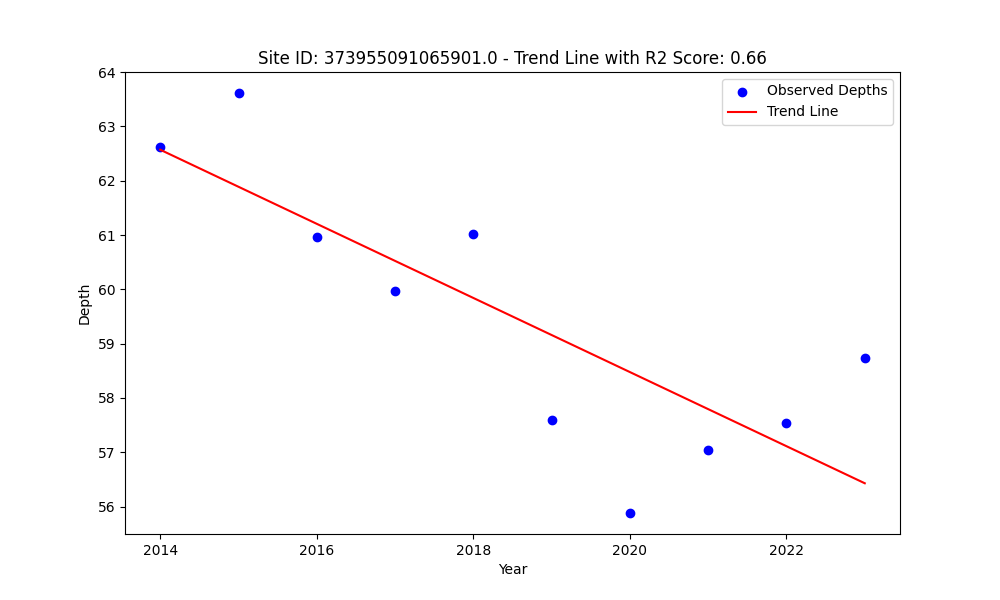 Site ID: 373955091065901.0 - Trend Line with R2 Score: 0.66
Observed Depths
Trend Line
64
63
62
61
60
59
58
57
56
Depth
2014
2016
2018
2020
2022
Year